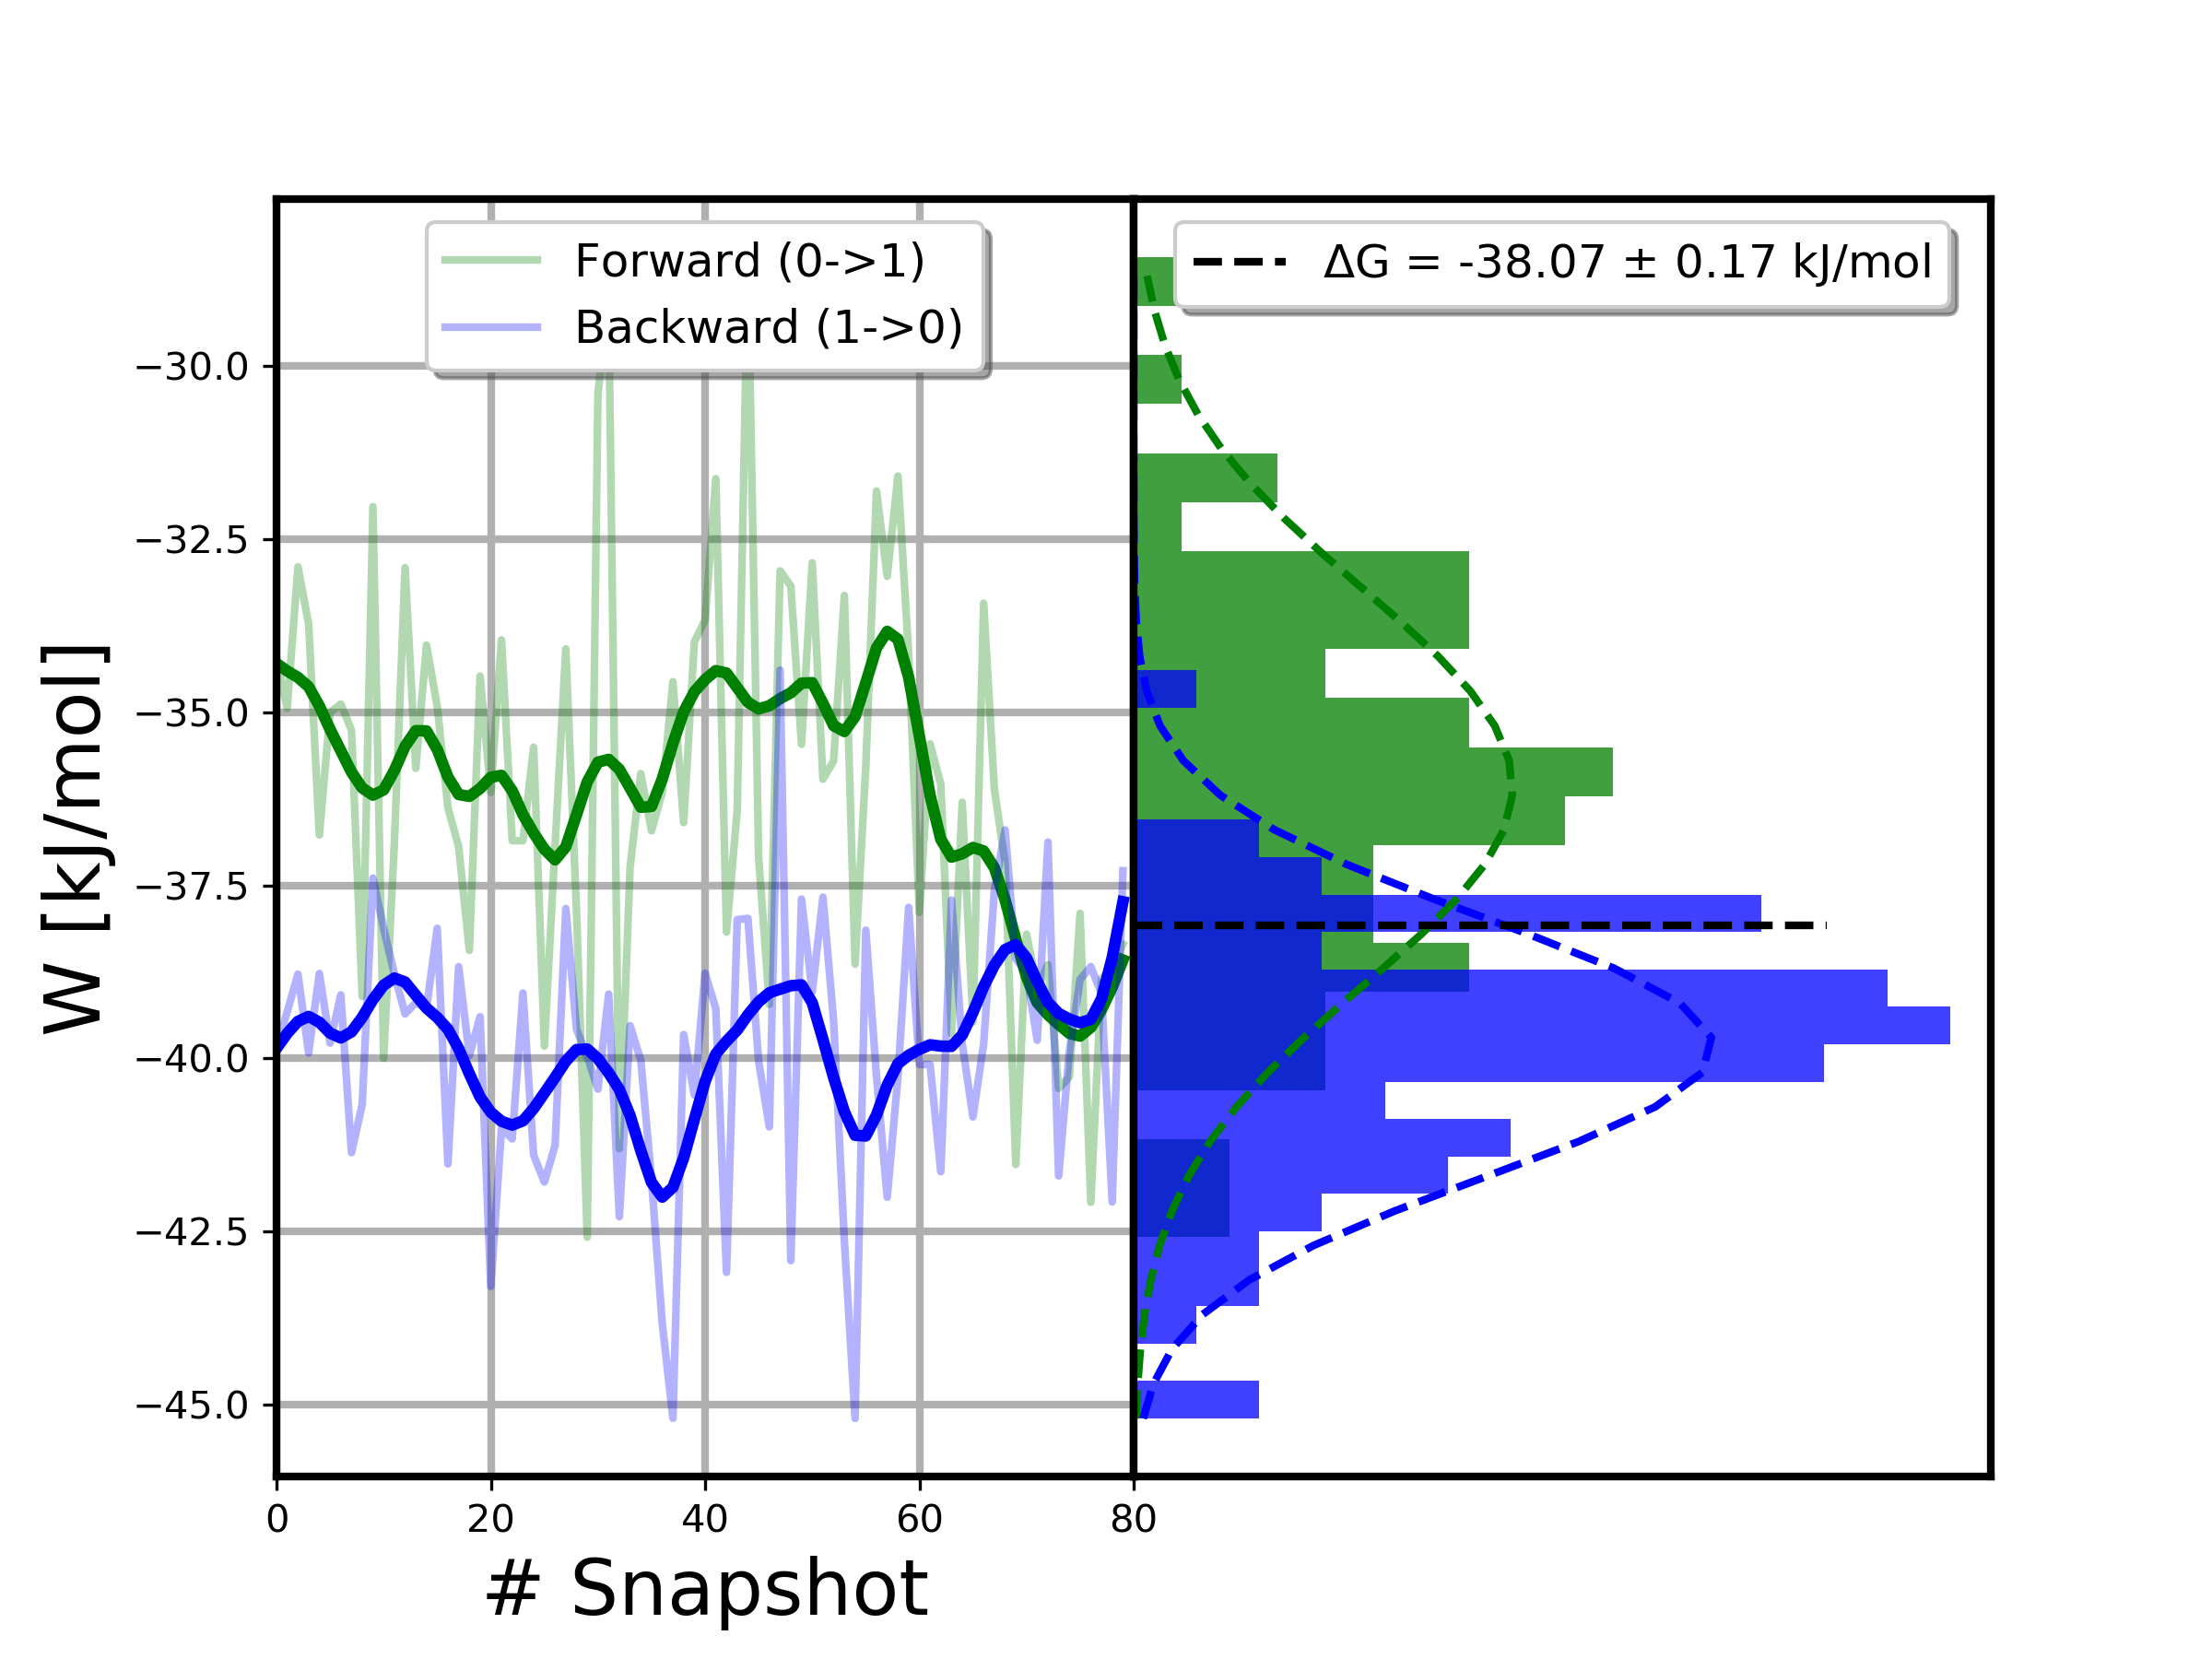 Forward (0->1)
Backward (1->0)
ΔG = -38.07 ± 0.17 kJ/mol
W [kJ/mol]
−30.0
−32.5
−35.0
−37.5
−40.0
−42.5
−45.0
0 20 40 60 80
# Snapshot